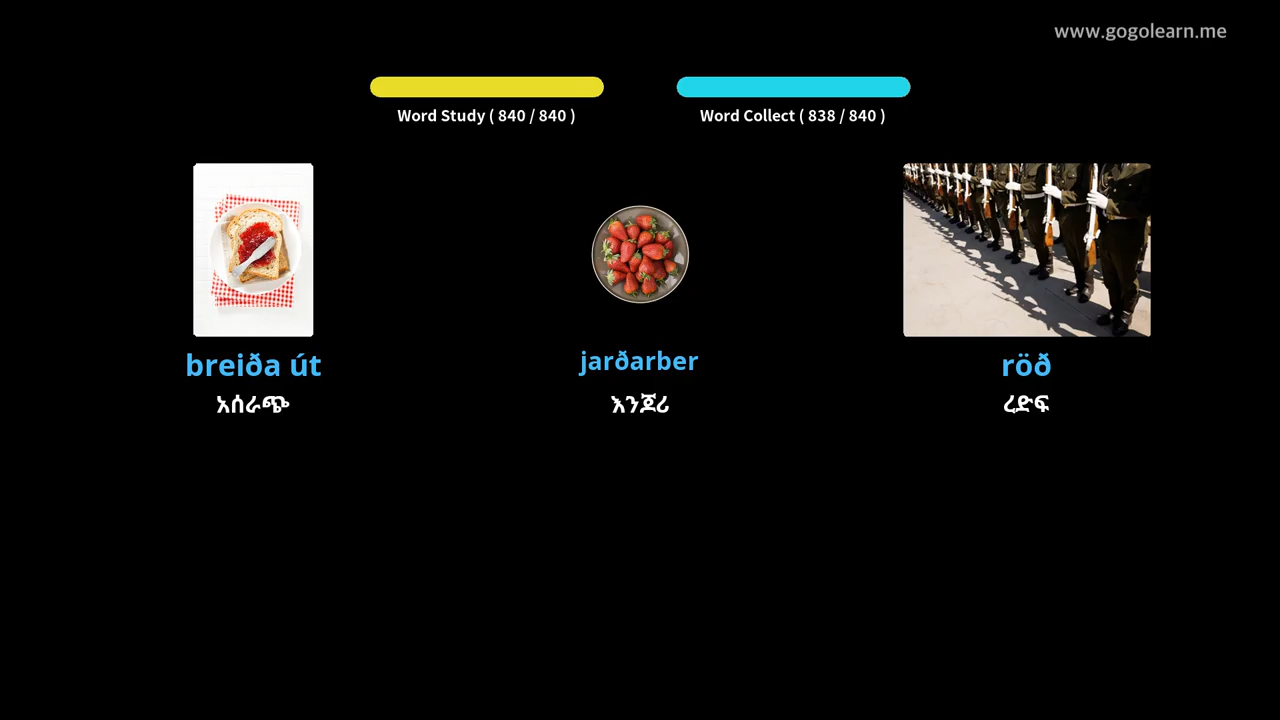 www.gogolearn.me
Word Study ( 840 / 840 )
Word Collect ( 838 / 840 )
breiða út
jarðarber
röð
አሰራጭ
እንጆሪ
ረድፍ